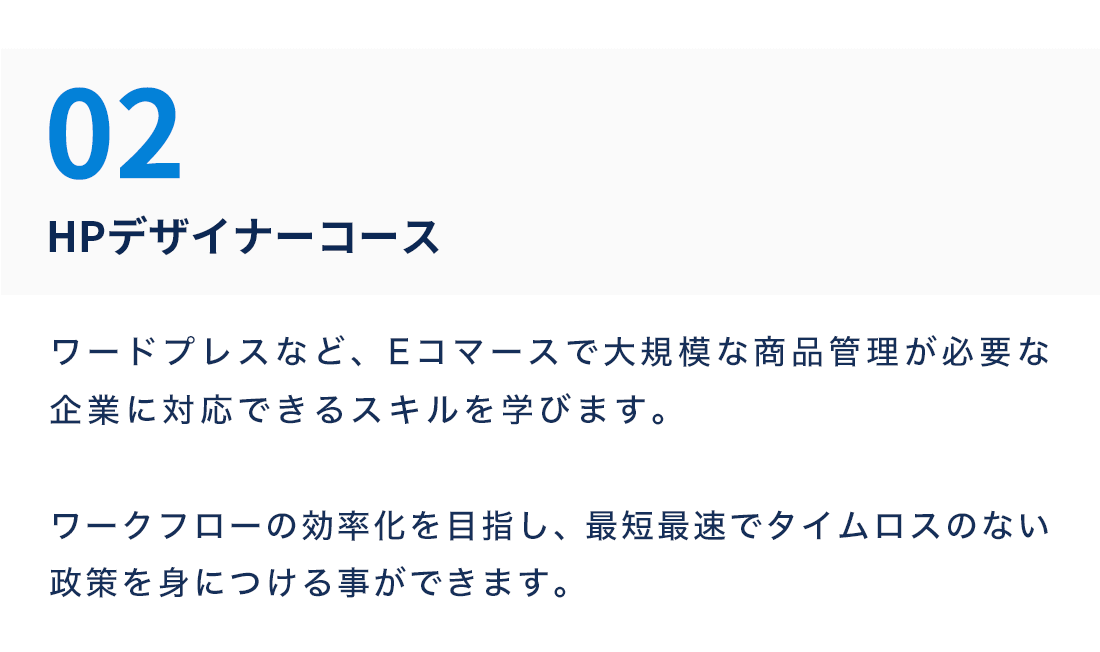 02
HPデザイナーコース
ワードプレスなど、Eコマースで大規模な商品管理が必要な
企業に対応できるスキルを学びます。
ワークフローの効率化を目指し、最短最速でタイムロスのない
政策を身につける事ができます。